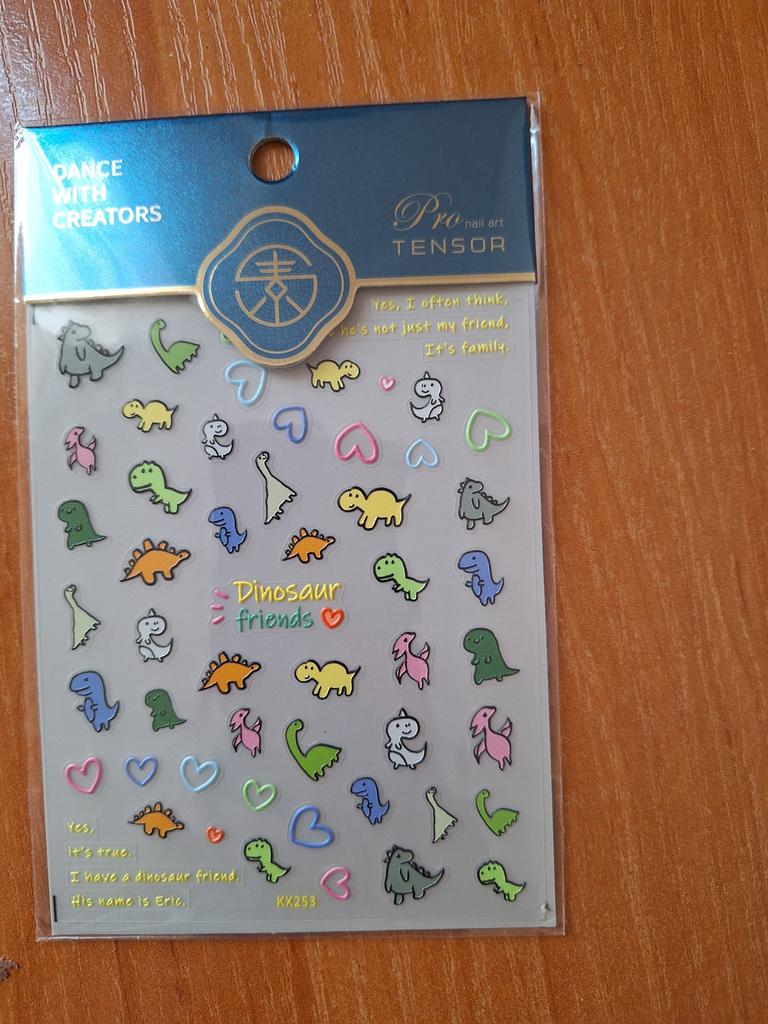 DANCE
WITH
CREATORS
Pro nail art
TENSOR
Yes, I often think,
he's not just my friend,
It's family.
Dinosaur
friends
Yes,
it's true.
I have a dinosaur friend,
His name is Eric.
KX253